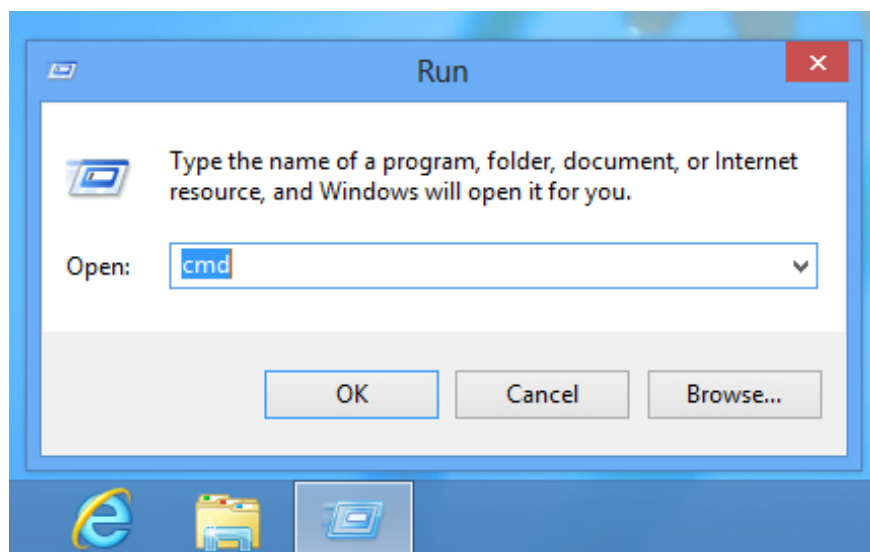 Run
Type the name of a program, folder, document, or Internet
resource, and Windows will open it for you.
Open: cmd
OK Cancel Browse...